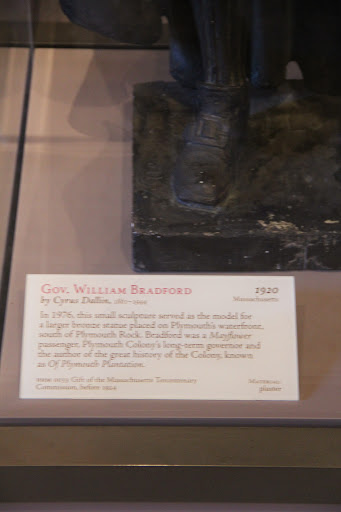 GOV. WILLIAM BRADFORD 1920
by Cyrus Dallin, 1861–1944 Massachusetts
In 1976, this small sculpture served as the model for
a larger bronze statue placed on Plymouth's waterfront,
south of Plymouth Rock. Bradford was a Mayflower
passenger, Plymouth Colony's long-term governor and
the author of the great history of the Colony, known
as Of Plymouth Plantation.
Gift of the Massachusetts Tercentenary MATERIAL:
Commission, before plaster